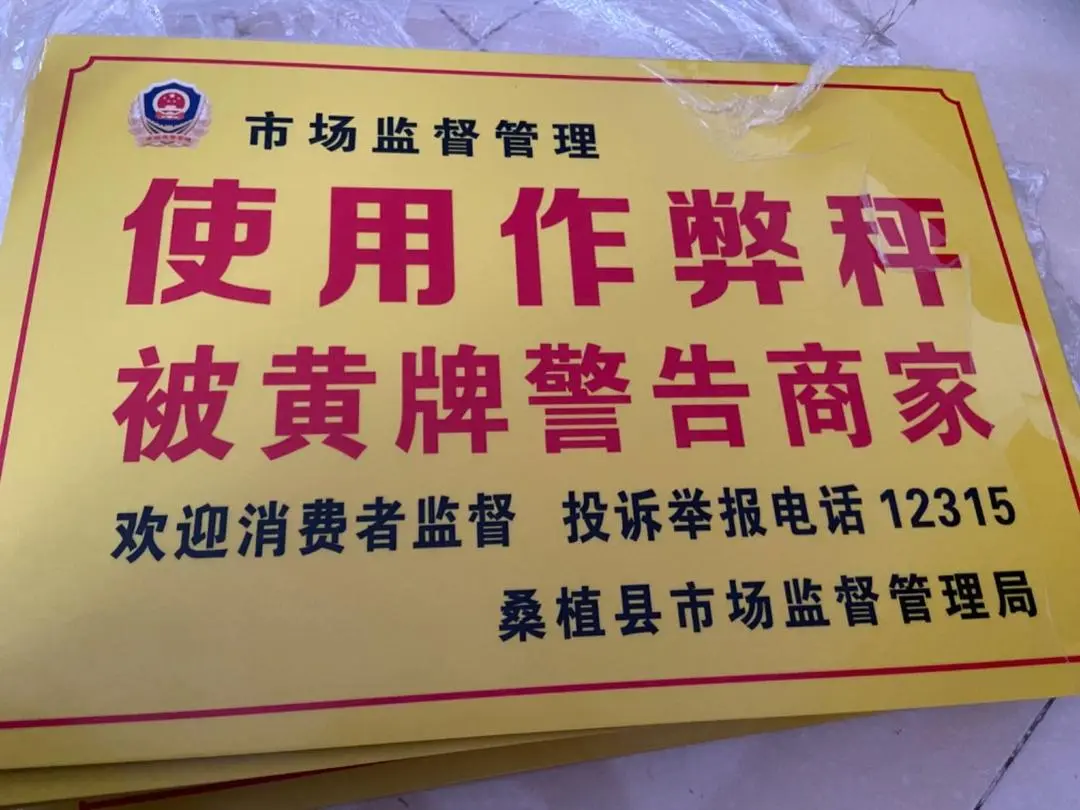 市场监督管理
使用作弊秤
被黄牌警告商家
欢迎消费者监督 投诉举报电话 12315
桑植县市场监督管理局